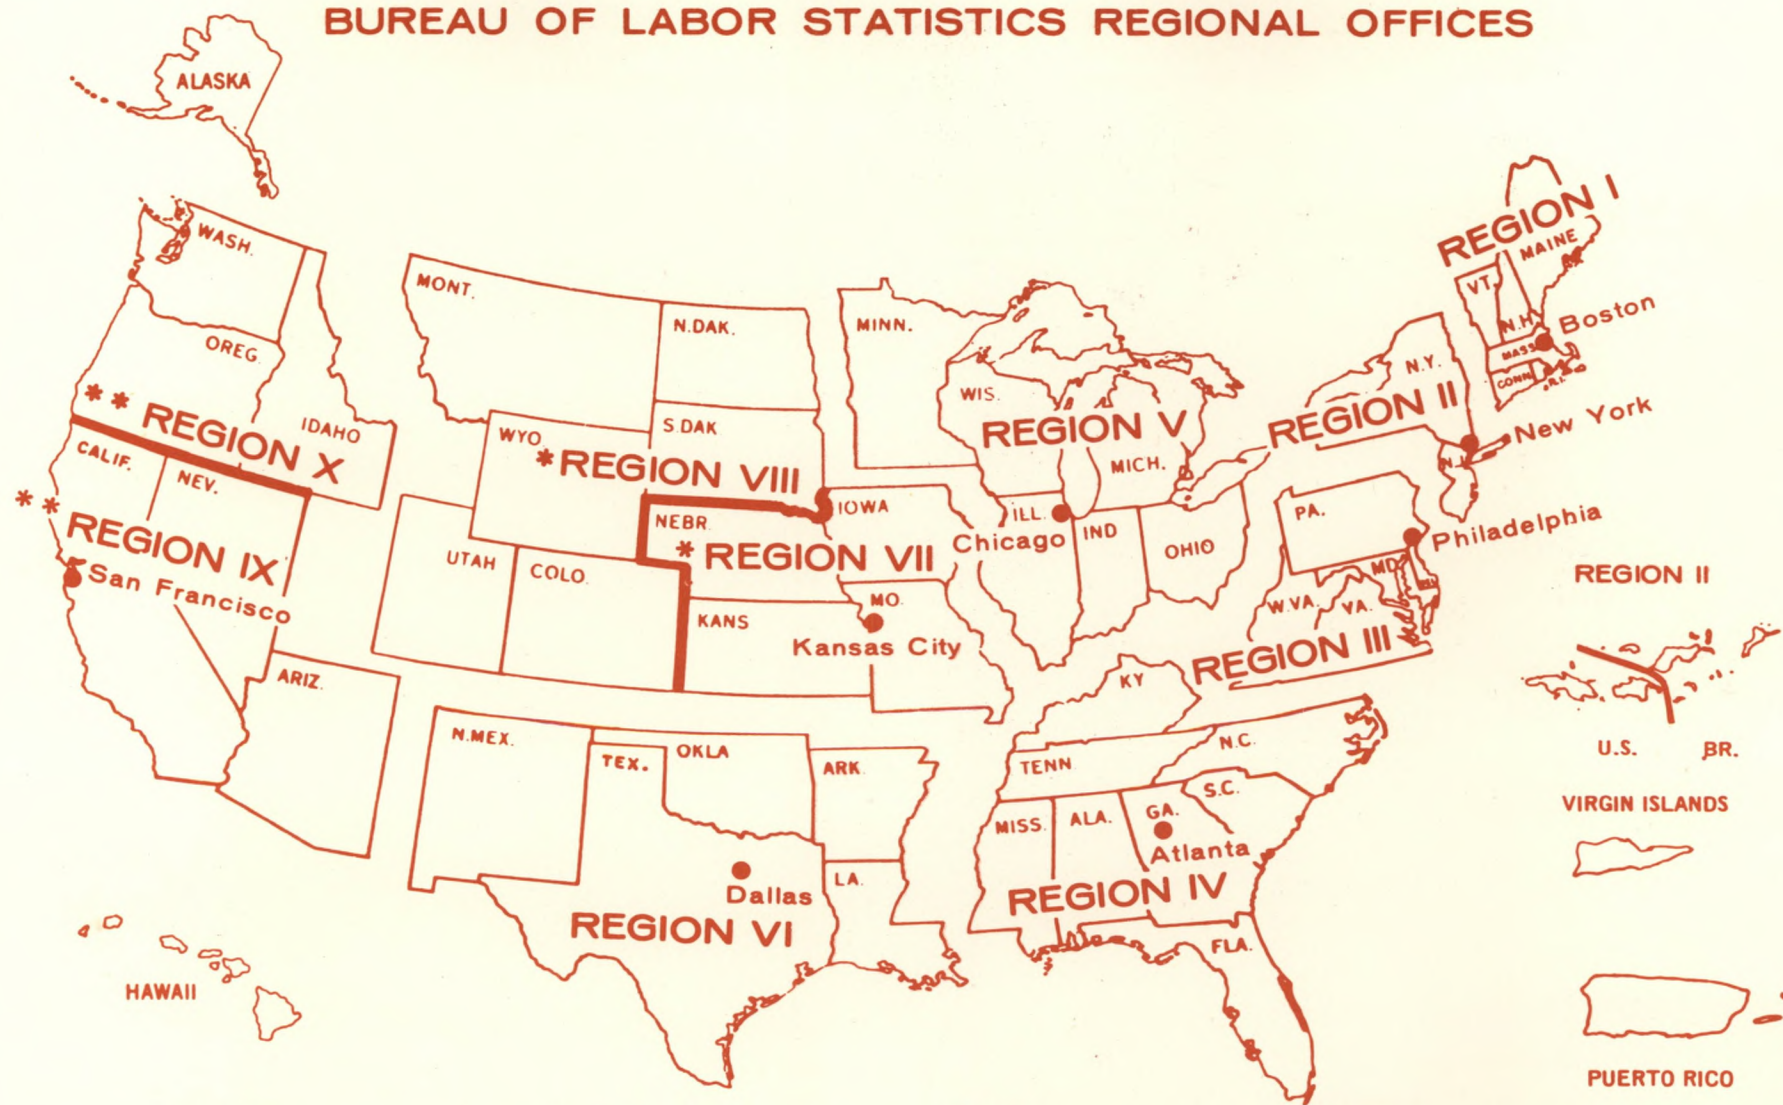 BUREAU OF LABOR STATISTICS REGIONAL OFFICES
ALASKA
REGION I
MAINE
WASH.
VT.
MONT.
N.H.
Boston
N.DAK.
MINN.
OREG.
MASS
N.Y.
CONN.
R.I.
WIS.
** REGION X
IDAHO
S.DAK
REGION V
REGION II
New York
WYO.
*REGION VIII
CALIF.
NEV.
MICH.
N.J.
** REGION IX
NEBR.
IOWA
ILL.
IND
OHIO
PA.
Philadelphia
* REGION VII
Chicago
San Francisco
UTAH
COLO.
MD.
DEL.
REGION II
KANS
MO.
W.VA.
VA.
Kansas City
REGION III
ARIZ.
KY
N.MEX.
TEX.
OKLA
ARK.
TENN
N.C.
U.S.
BR.
VIRGIN ISLANDS
S.C.
MISS.
ALA.
GA.
Atlanta
Dallas
LA.
REGION IV
REGION VI
FLA.
HAWAII
PUERTO RICO